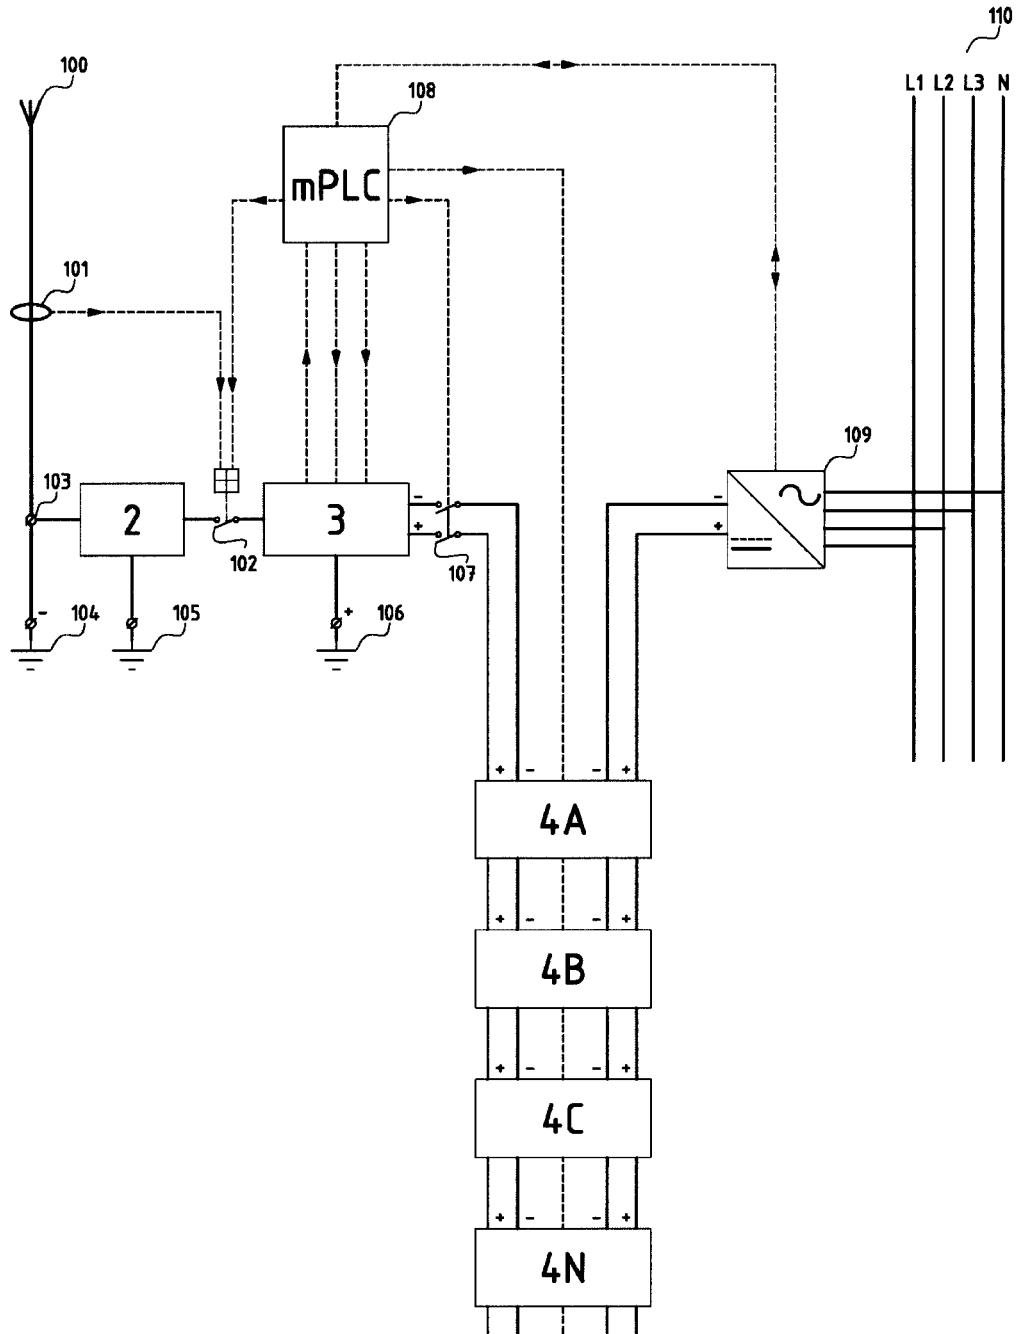 110
100
L1 L2 L3 N
108
mPLC
101
109
103
2
3
-
+
-
+
102
107
-
104
105
+
106
+ - - +
4A
+ - - +
4B
+ - - +
4C
+ - - +
4N